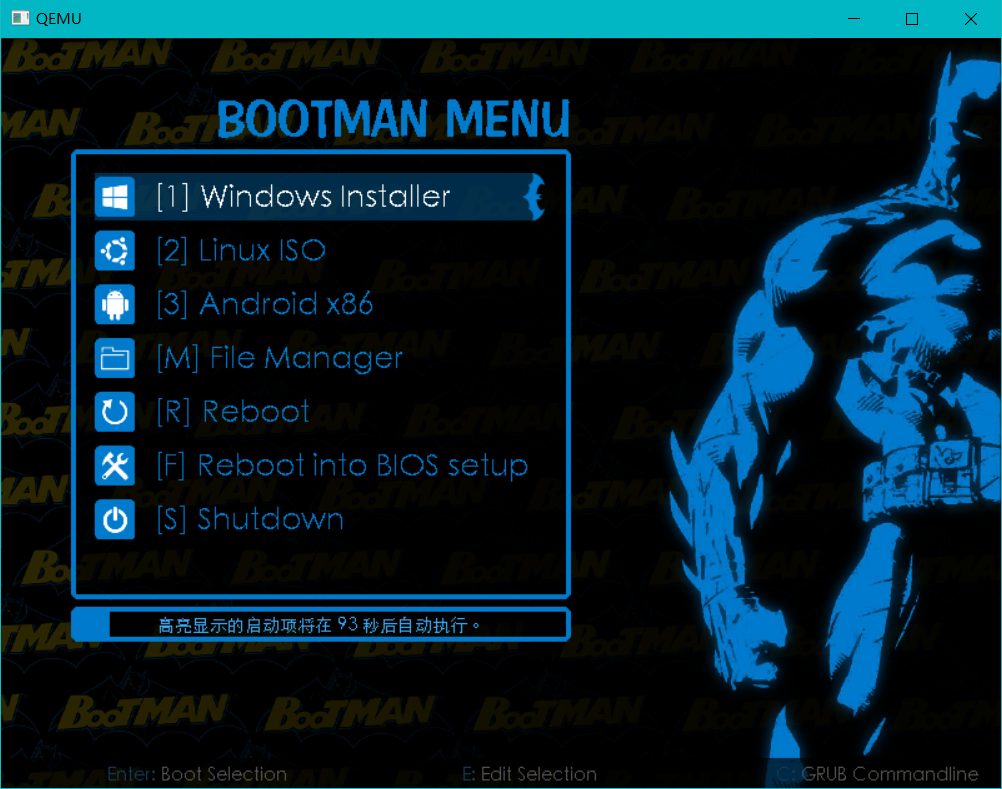 QEMU
BOOTMAN MENU
[1] Windows Installer
[2] Linux ISO
[3] Android x86
[M] File Manager
[R] Reboot
[F] Reboot into BIOS setup
[S] Shutdown
高亮显示的启动项将在 93 秒后自动执行。
Enter: Boot Selection
E: Edit Selection
C: GRUB Commandline